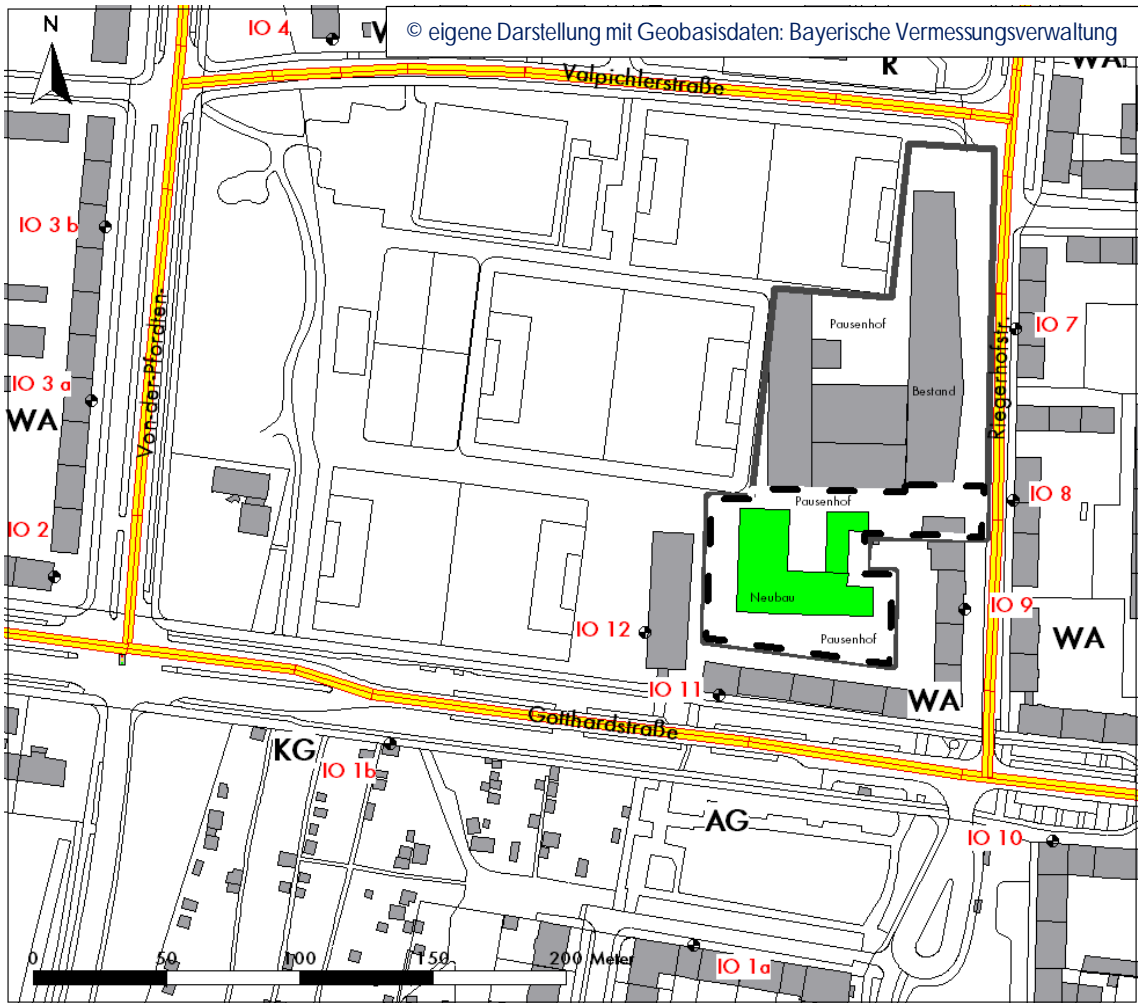 N
IO 4
© eigene Darstellung mit Geobasisdaten: Bayerische Vermessungsverwaltung
Valpichlerstraße
IO 3 b
Von-der-Pfordten-
IO 3 a
WA
IO 2
Pausenhof
Bestand
Riegerhofstr.
IO 7
IO 8
Pausenhof
Neubau
Pausenhof
IO 9
WA
IO 12
IO 11
WA
Gotthardstraße
KG
IO 1b
AG
IO 10
IO 1a
0 50 100 150 200 Meter